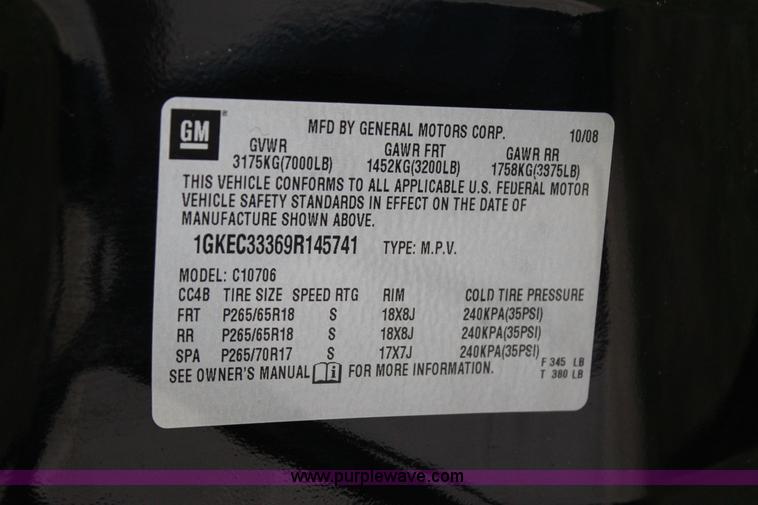 GM
MFD BY GENERAL MOTORS CORP. 10/08
GVWR GAWR FRT GAWR RR
3175KG(7000LB) 1452KG(3200LB) 1758KG(3875LB)
THIS VEHICLE CONFORMS TO ALL APPLICABLE U.S. FEDERAL MOTOR
VEHICLE SAFETY STANDARDS IN EFFECT ON THE DATE OF
MANUFACTURE SHOWN ABOVE.
1GKEC33369R145741 TYPE: M.P.V.
MODEL: C10706
CC4B TIRE SIZE SPEED RTG RIM COLD TIRE PRESSURE
FRT P265/65R18 S 18X8J 240KPA(35PSI)
RR P265/65R18 S 18X8J 240KPA(35PSI)
SPA P265/70R17 S 17X7J 240KPA(35PSI)
SEE OWNER'S MANUAL i FOR MORE INFORMATION.
F 345 LB
T 380 LB
www.purplewave.com